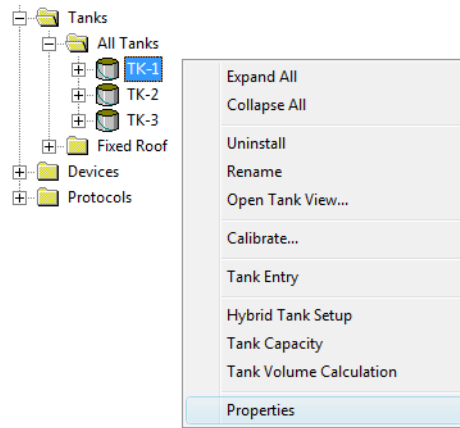 Tanks
All Tanks
TK-1
TK-2
TK-3
Fixed Roof
Devices
Protocols
Expand All
Collapse All
Uninstall
Rename
Open Tank View...
Calibrate...
Tank Entry
Hybrid Tank Setup
Tank Capacity
Tank Volume Calculation
Properties